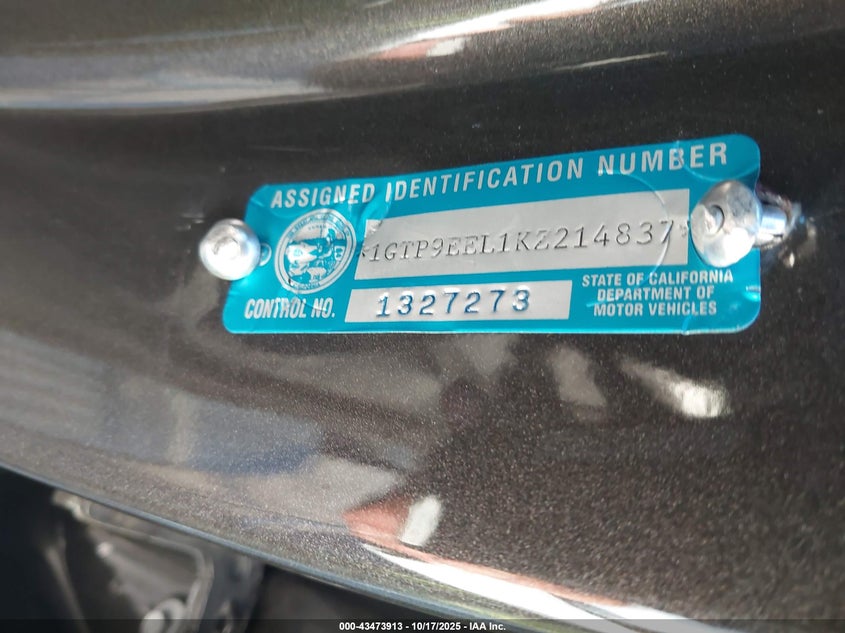 ASSIGNED IDENTIFICATION NUMBER
*1GTP9EEL1KZ214837*
CONTROL NO. 1327273
STATE OF CALIFORNIA
DEPARTMENT OF
MOTOR VEHICLES
000-43473913 - 10/17/2025 - IAA Inc.